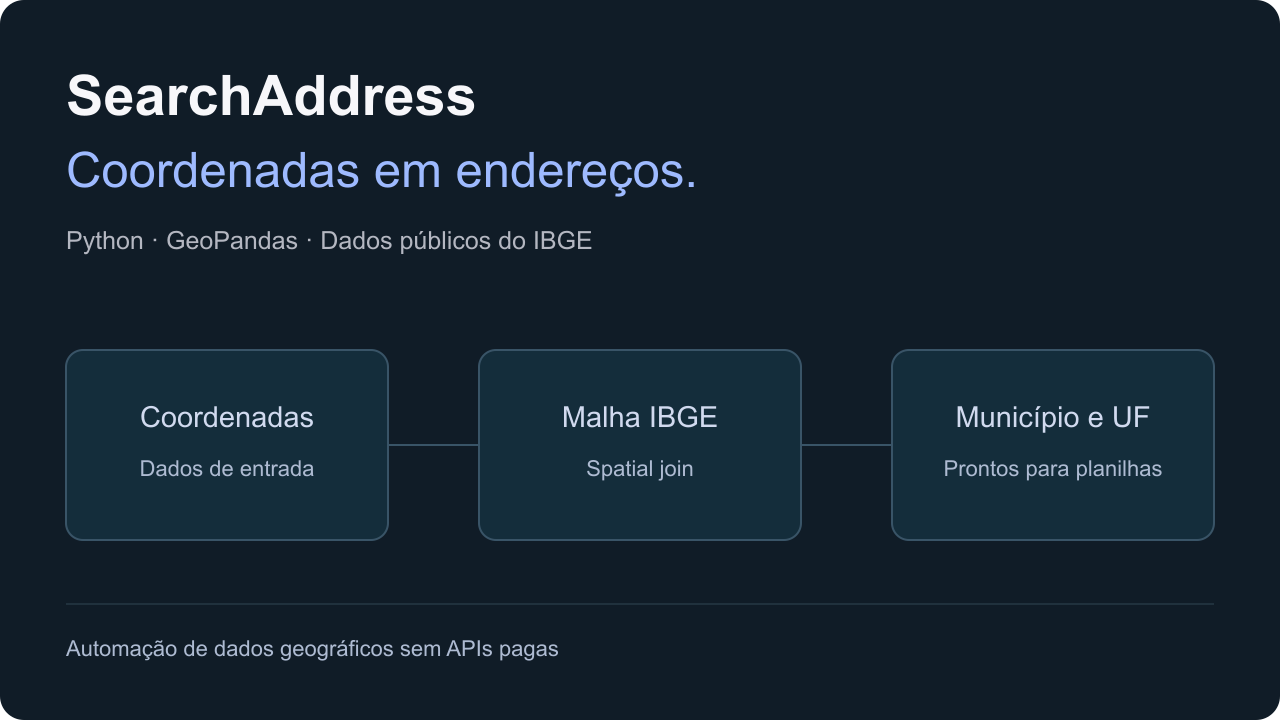 SearchAddress
Coordenadas em endereços.
Python · GeoPandas · Dados públicos do IBGE
Coordenadas
Dados de entrada
Malha IBGE
Spatial join
Município e UF
Prontos para planilhas
Automação de dados geográficos sem APIs pagas